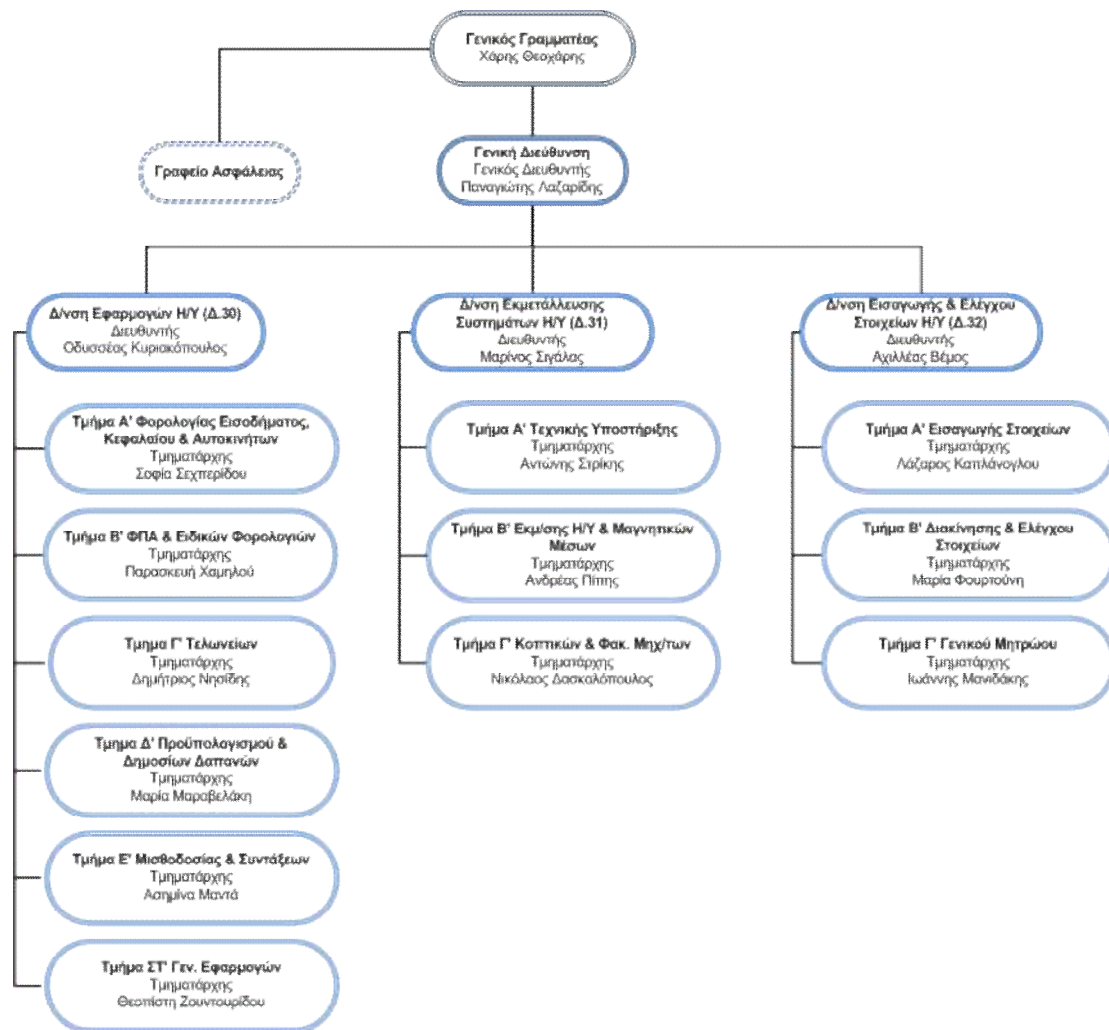 Γενικός Γραμματέας
Χάρης Θεοχάρης
Γραφείο Ασφάλειας
Γενική Διεύθυνση
Γενικός Διευθυντής
Παναγιώτης Λαζαρίδης
Δ/νση Εφαρμογών Η/Υ (Δ.30)
Διευθυντής
Οδυσσέας Κυριακόπουλος
Τμήμα Α' Φορολογίας Εισοδήματος,
Κεφαλαίου & Αυτοκινήτων
Τμηματάρχης
Σοφία Σεχπερίδου
Τμήμα Β' ΦΠΑ & Ειδικών Φορολογιών
Τμηματάρχης
Παρασκευή Χαμηλού
Τμημα Γ' Τελωνείων
Τμηματάρχης
Δημήτριος Νησίδης
Τμημα Δ' Προϋπολογισμού &
Δημοσίων Δαπανών
Τμηματάρχης
Μαρία Μαραβελάκη
Τμήμα Ε' Μισθοδοσίας & Συντάξεων
Τμηματάρχης
Ασημίνα Μαντά
Τμήμα ΣΤ' Γεν. Εφαρμογών
Τμηματάρχης
Θεοπίστη Ζουντουρίδου
Δ/νση Εκμετάλλευσης
Συστημάτων Η/Υ (Δ.31)
Διευθυντής
Μαρίνος Σιγάλας
Τμήμα Α' Τεχνικής Υποστήριξης
Τμηματάρχης
Αντώνης Στρίκης
Τμήμα Β' Εκμ/σης Η/Υ & Μαγνητικών
Μέσων
Τμηματάρχης
Ανδρέας Πίπης
Τμήμα Γ' Κοπτικών & Φακ. Μηχ/των
Τμηματάρχης
Νικόλαος Δασκαλόπουλος
Δ/νση Εισαγωγής & Ελέγχου
Στοιχείων Η/Υ (Δ.32)
Διευθυντής
Αχιλλέας Βέμος
Τμήμα Α' Εισαγωγής Στοιχείων
Τμηματάρχης
Λάζαρος Καπλάνογλου
Τμήμα Β' Διακίνησης & Ελέγχου
Στοιχείων
Τμηματάρχης
Μαρία Φουρτούνη
Τμήμα Γ' Γενικού Μητρώου
Τμηματάρχης
Ιωάννης Μανιδάκης